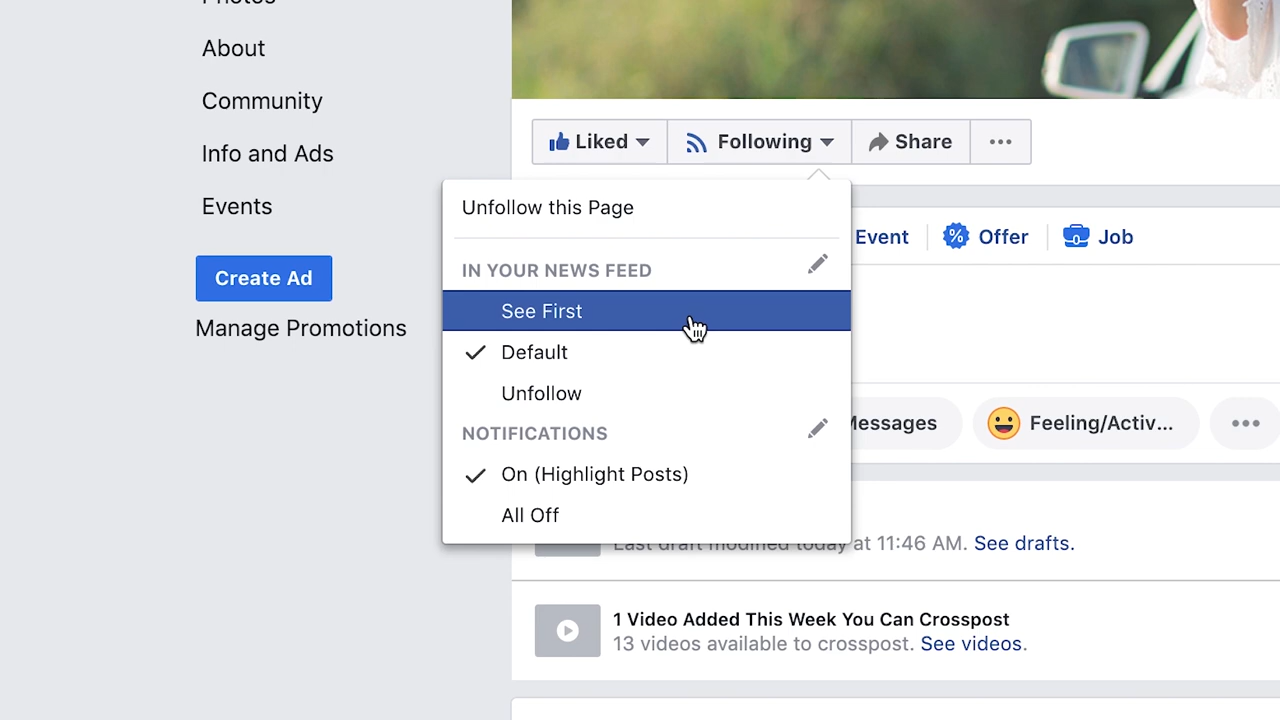 Photos
About
Community
Info and Ads
Events
Create Ad
Manage Promotions
Liked Following Share
Unfollow this Page
IN YOUR NEWS FEED
See First
Default
Unfollow
NOTIFICATIONS
On (Highlight Posts)
All Off
Event Offer Job
Messages Feeling/Activ...
Last draft modified today at 11:46 AM. See drafts.
1 Video Added This Week You Can Crosspost
13 videos available to crosspost. See videos.